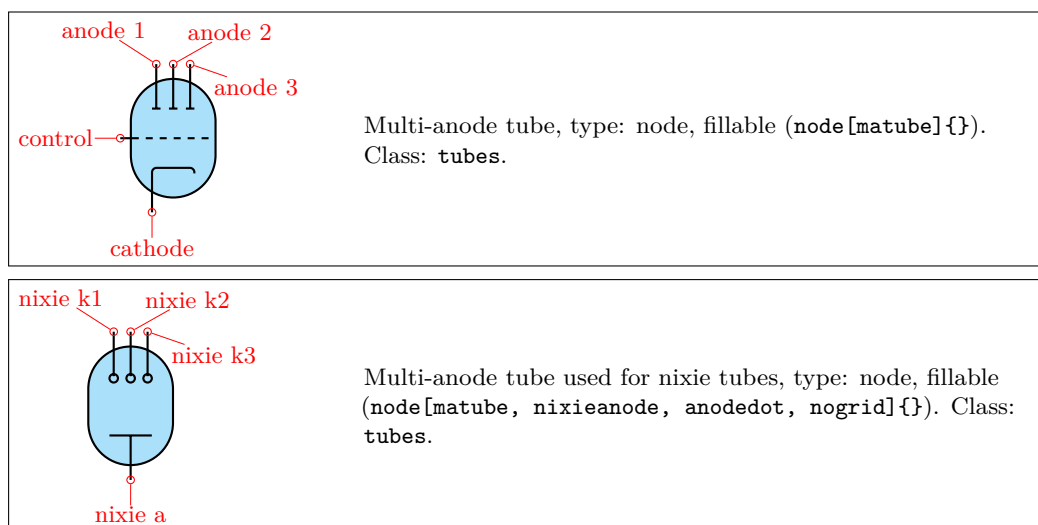 anode 1
anode 2
anode 3
control
cathode
Multi-anode tube, type: node, fillable (node[matube]{}).
Class: tubes.
nixie k1
nixie k2
nixie k3
nixie a
Multi-anode tube used for nixie tubes, type: node, fillable
(node[matube, nixieanode, anodedot, nogrid]{}). Class:
tubes.